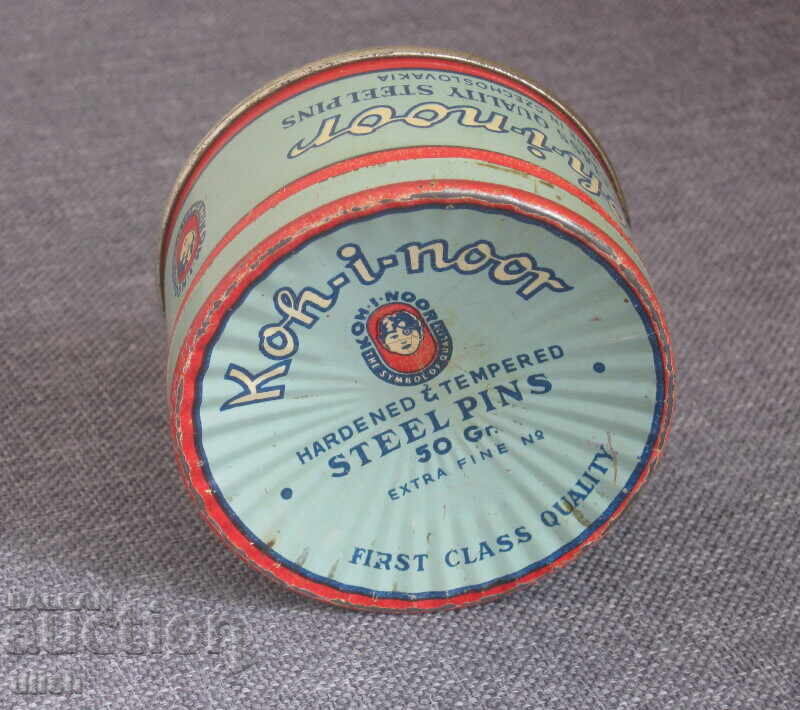 Koh-i-noor
KOH-I-NOOR
THE SYMBOL OF QUALITY
HARDENED & TEMPERED
STEEL PINS
50 Gr.
EXTRA FINE No
FIRST CLASS QUALITY
h-i-noor
QUALITY STEEL PINS
CZECHOSLOVAKIA
auction